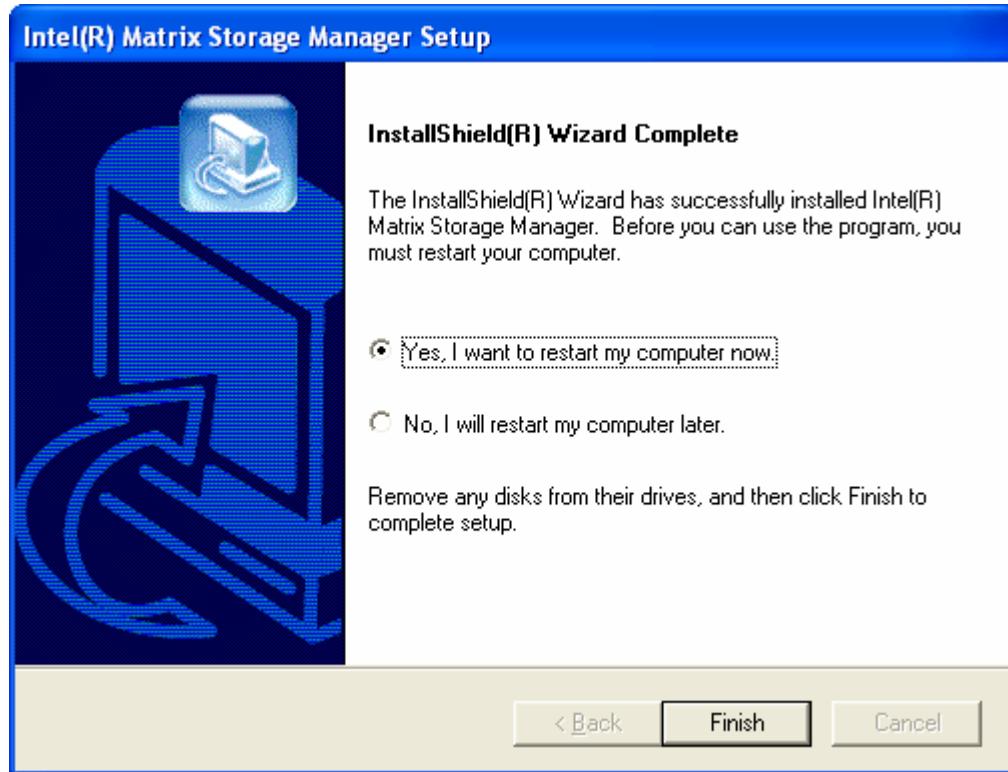 Intel(R) Matrix Storage Manager Setup
InstallShield(R) Wizard Complete
The InstallShield(R) Wizard has successfully installed Intel(R)
Matrix Storage Manager.  Before you can use the program, you
must restart your computer.
Yes, I want to restart my computer now.
No, I will restart my computer later.
Remove any disks from their drives, and then click Finish to
complete setup.
< Back
Finish
Cancel